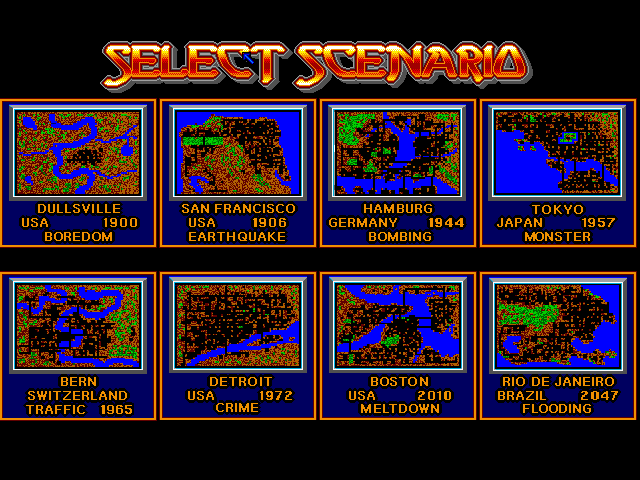 SELECT SCENARIO
DULLSVILLE
USA 1900
BOREDOM
SAN FRANCISCO
USA 1906
EARTHQUAKE
HAMBURG
GERMANY 1944
BOMBING
TOKYO
JAPAN 1957
MONSTER
BERN
SWITZERLAND
TRAFFIC 1965
DETROIT
USA 1972
CRIME
BOSTON
USA 2010
MELTDOWN
RIO DE JANEIRO
BRAZIL 2047
FLOODING